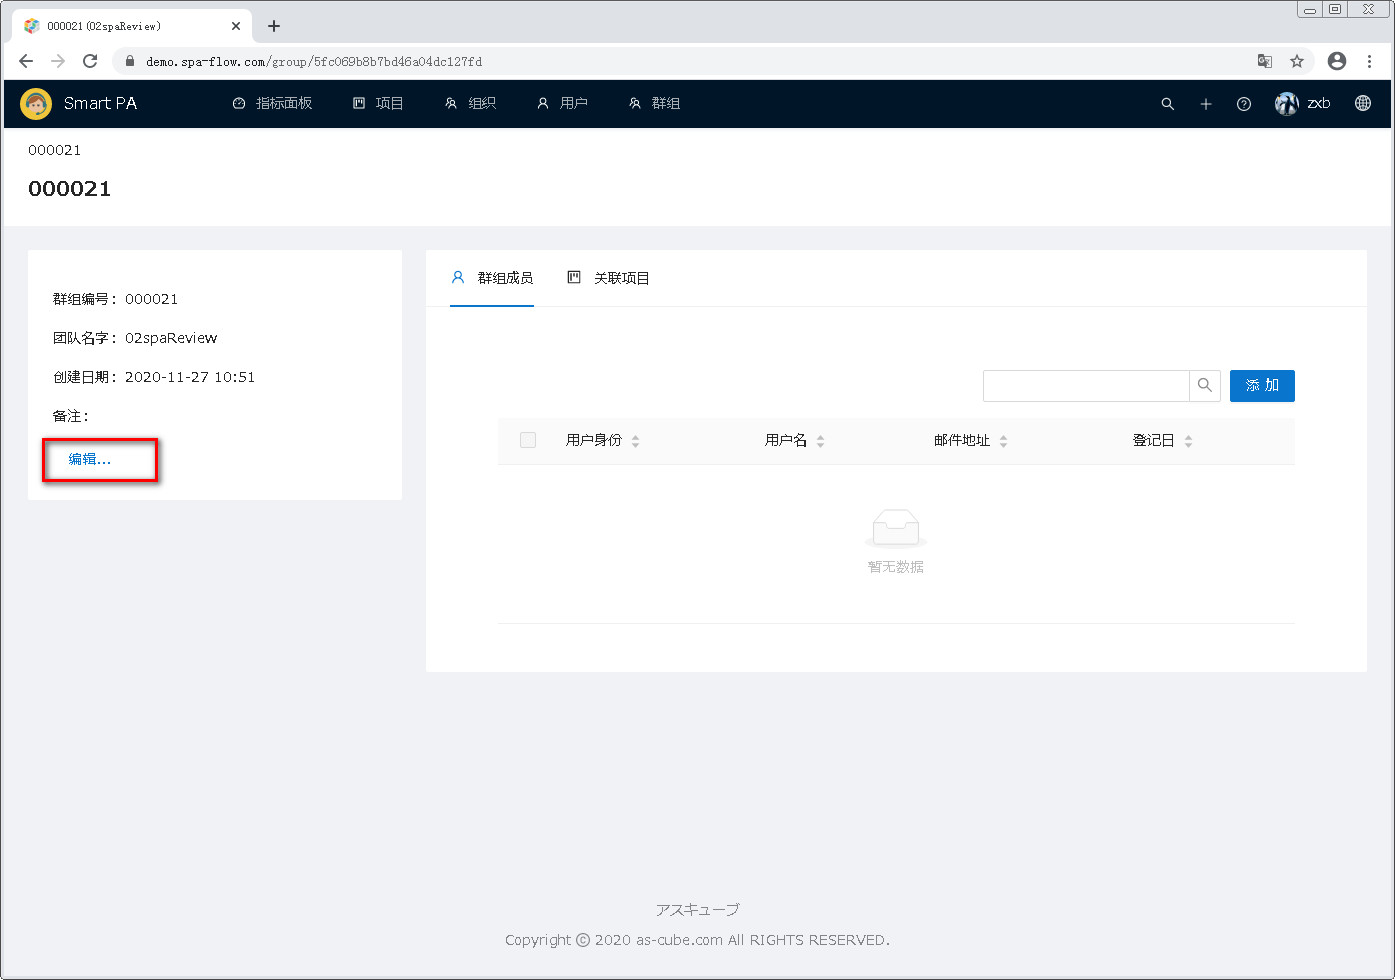 000021(02spaReview)
demo.spa-flow.com/group/5fc069b8b7bd46a04dc127fd
Smart PA 指标面板 项目 组织 用户 群组 zxb
000021
000021
群组编号：000021
团队名字：02spaReview
创建日期：2020-11-27 10:51
备注：
编辑...
群组成员 关联项目
添 加
用户身份 用户名 邮件地址 登记日
暂无数据
アスキューブ
Copyright © 2020 as-cube.com All RIGHTS RESERVED.